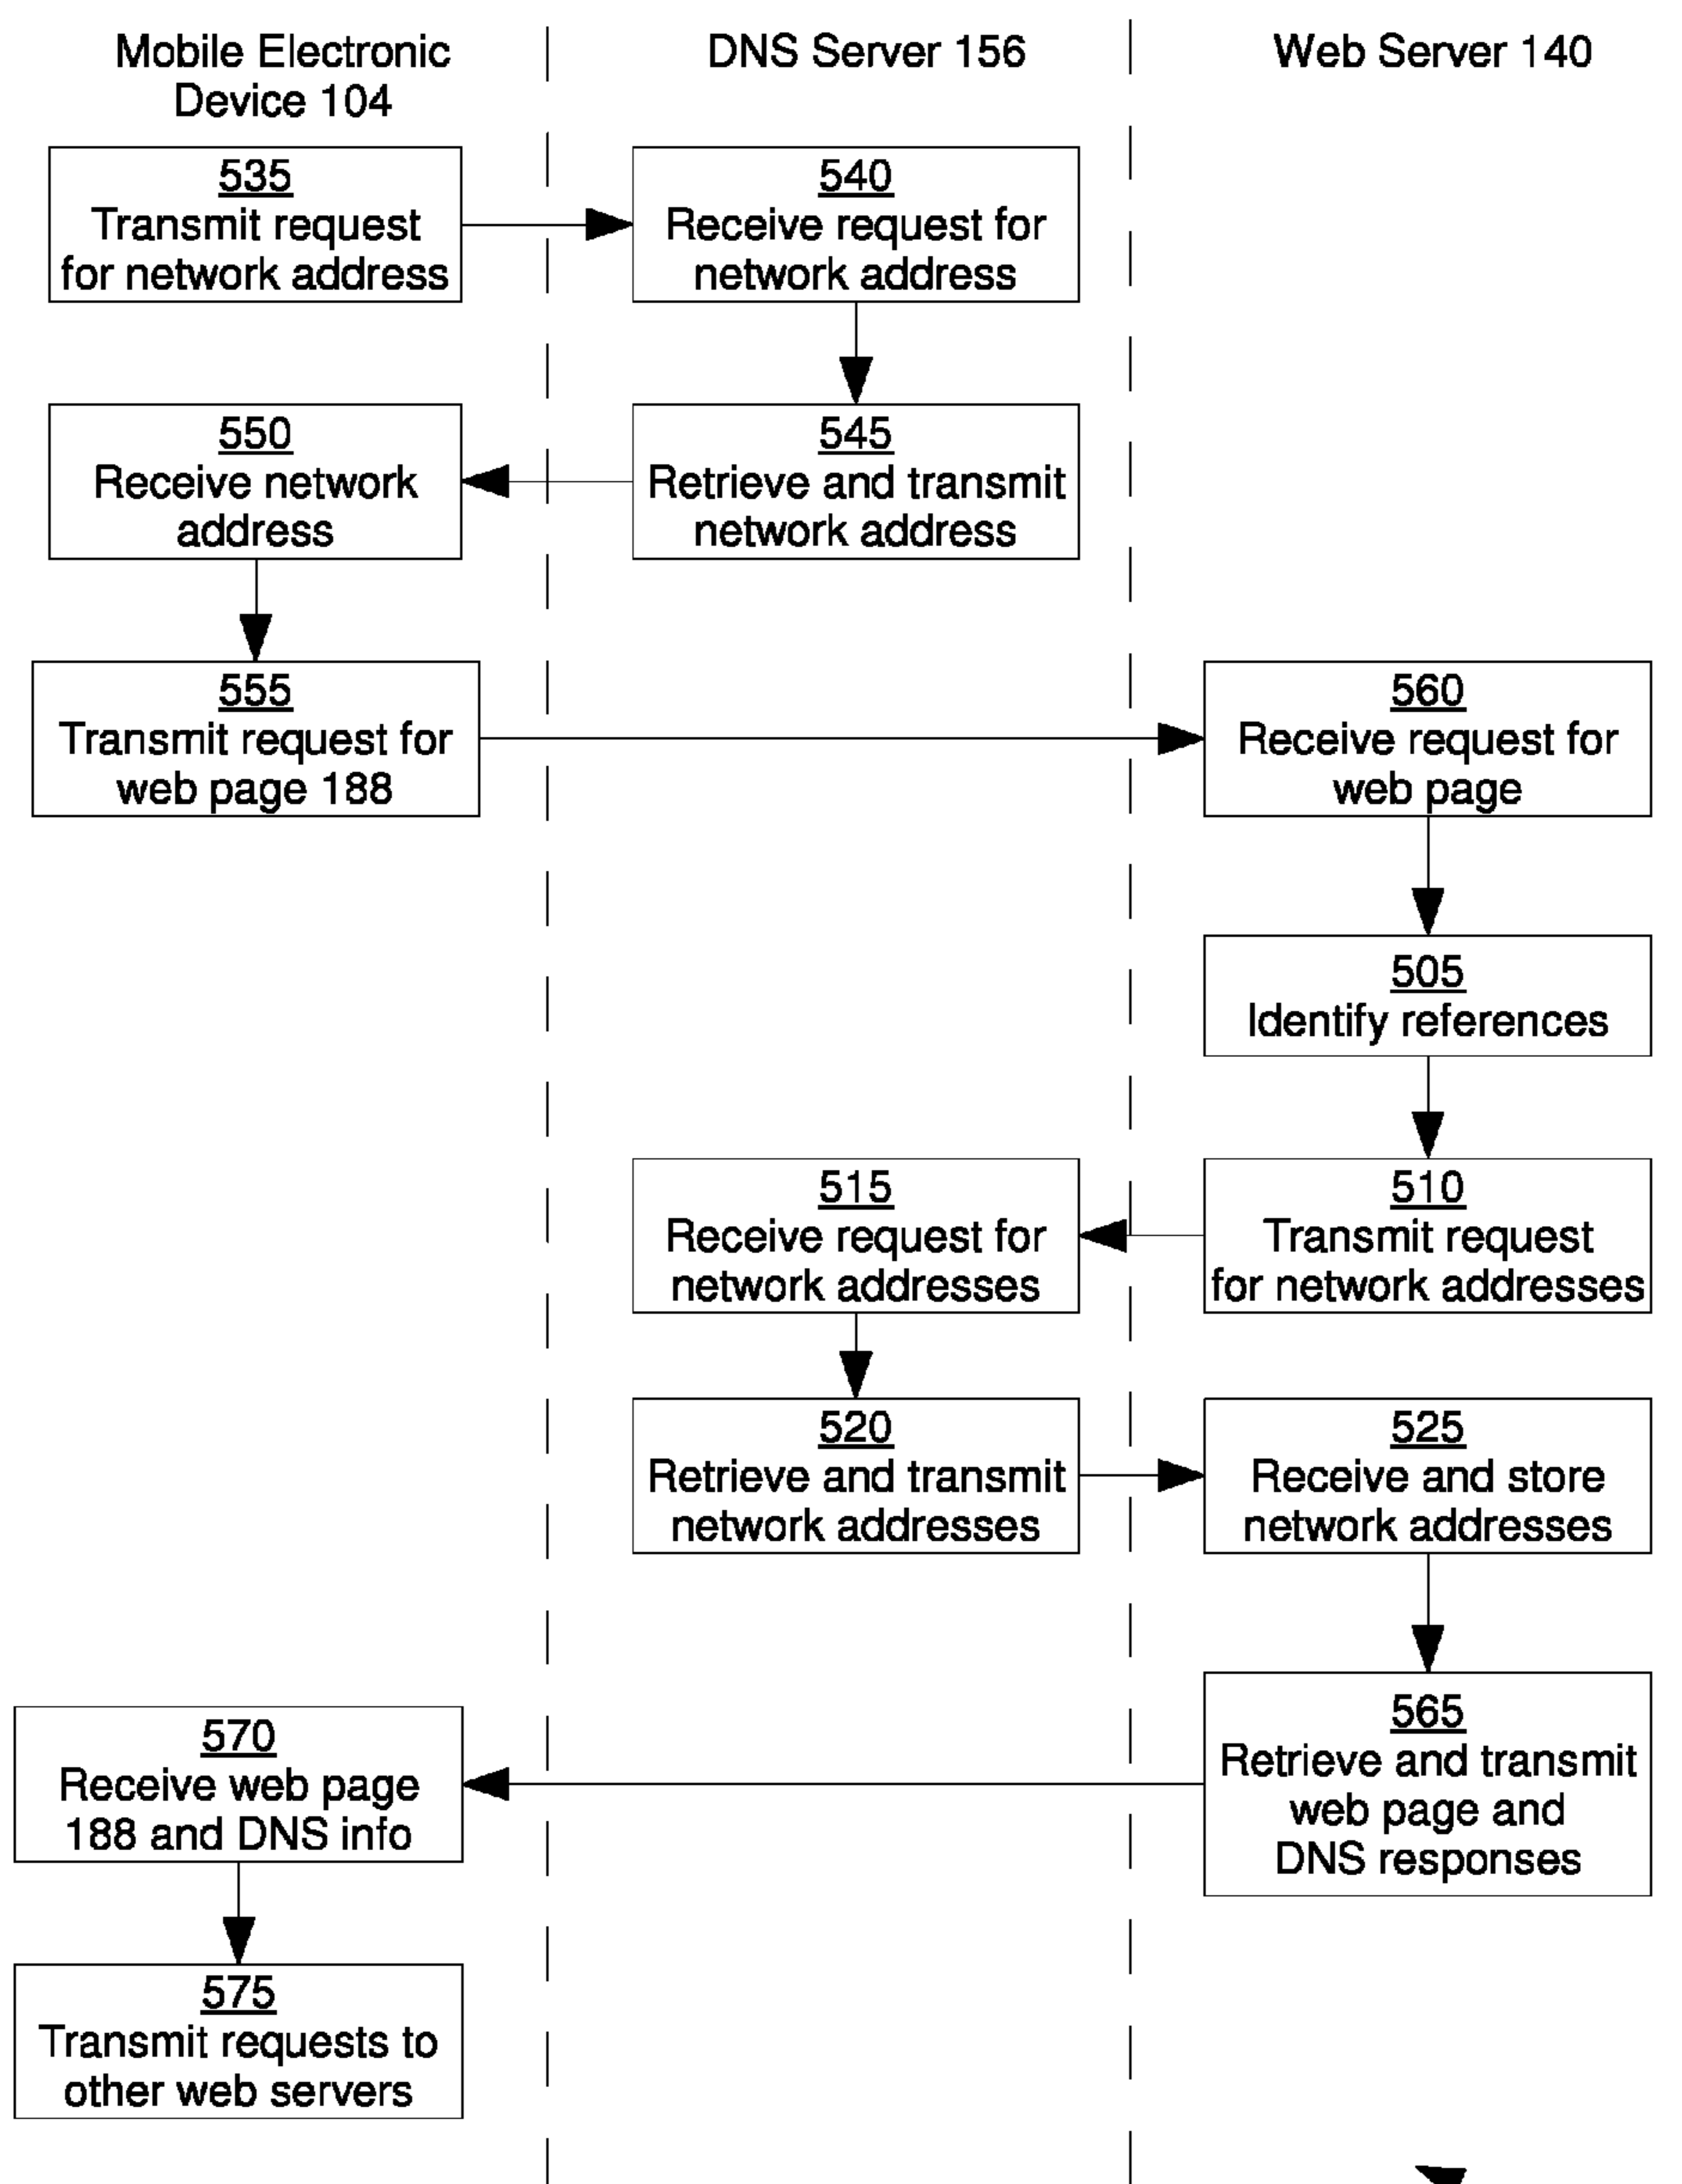 Mobile Electronic
Device 104
DNS Server 156
Web Server 140
535
Transmit request
for network address
540
Receive request for
network address
550
Receive network
address
545
Retrieve and transmit
network address
555
Transmit request for
web page 188
560
Receive request for
web page
505
Identify references
515
Receive request for
network addresses
510
Transmit request
for network addresses
520
Retrieve and transmit
network addresses
525
Receive and store
network addresses
570
Receive web page
188 and DNS info
565
Retrieve and transmit
web page and
DNS responses
575
Transmit requests to
other web servers